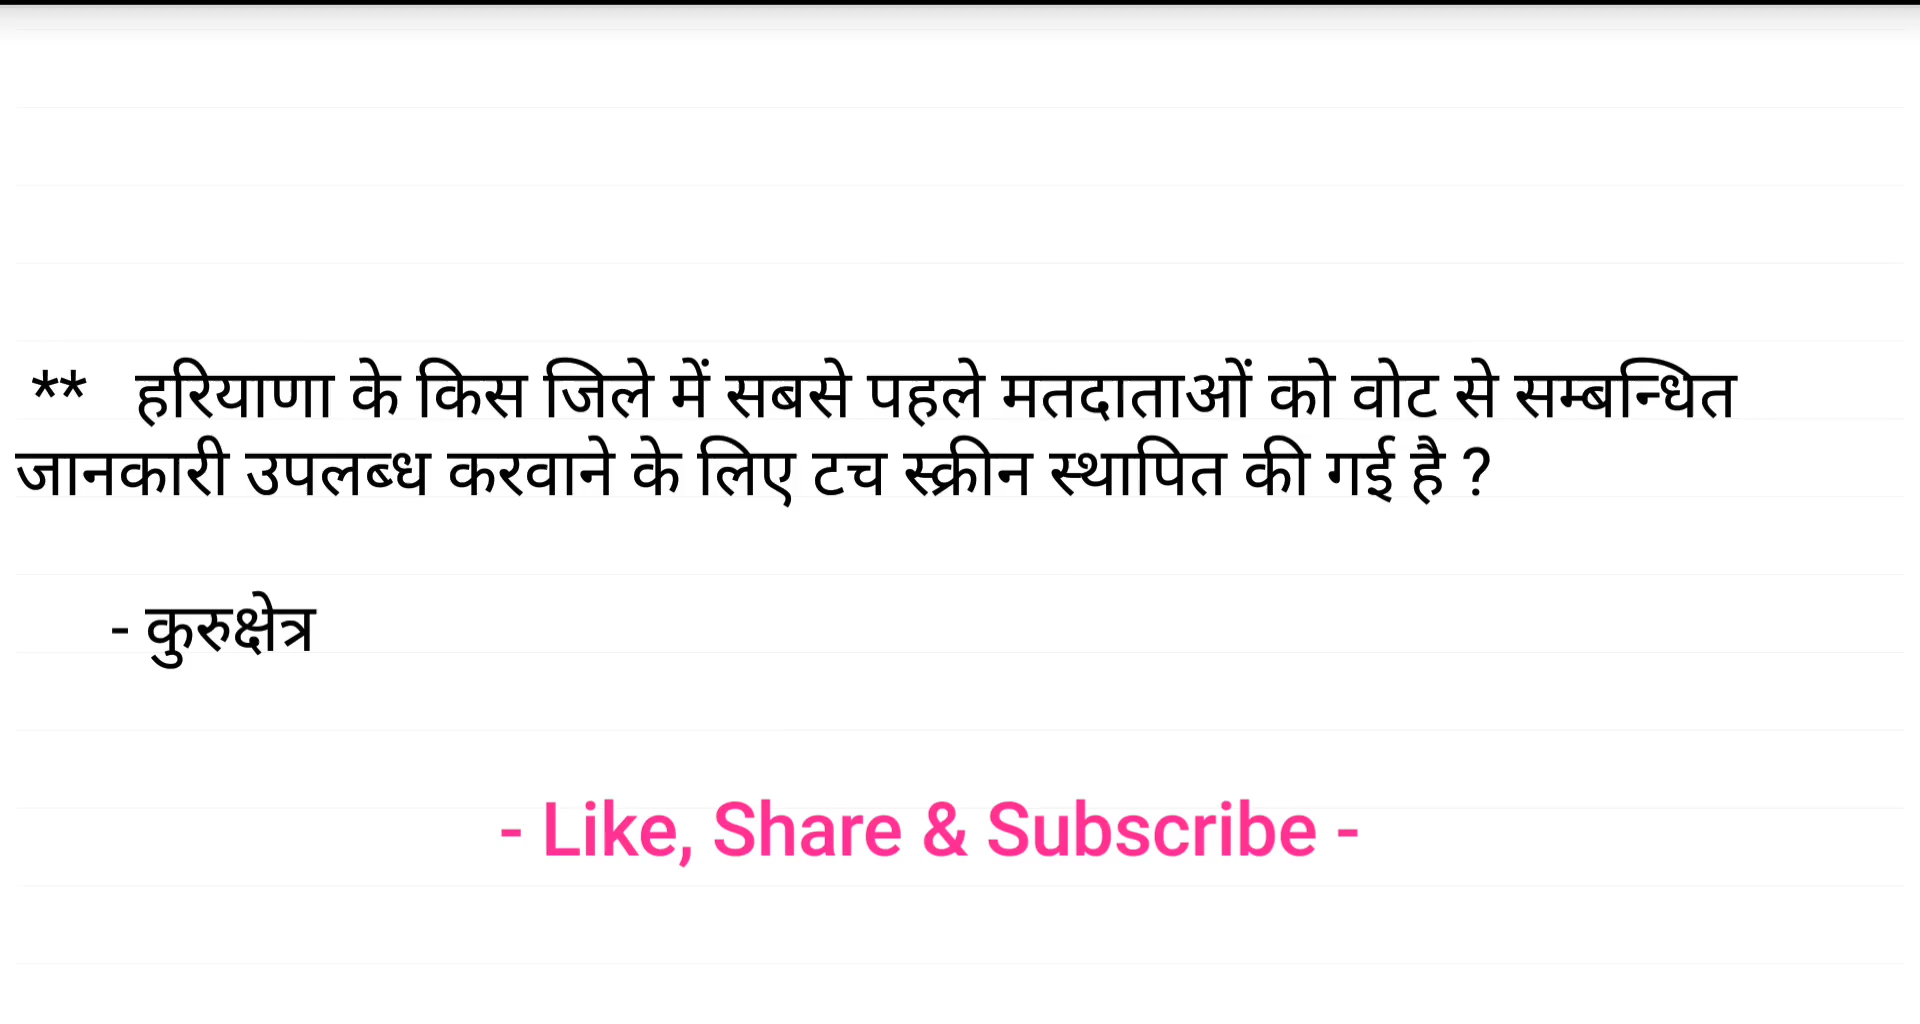 ** हरियाणा के किस जिले में सबसे पहले मतदाताओं को वोट से सम्बन्धित
जानकारी उपलब्ध करवाने के लिए टच स्क्रीन स्थापित की गई है ?
- कुरुक्षेत्र
- Like, Share & Subscribe -